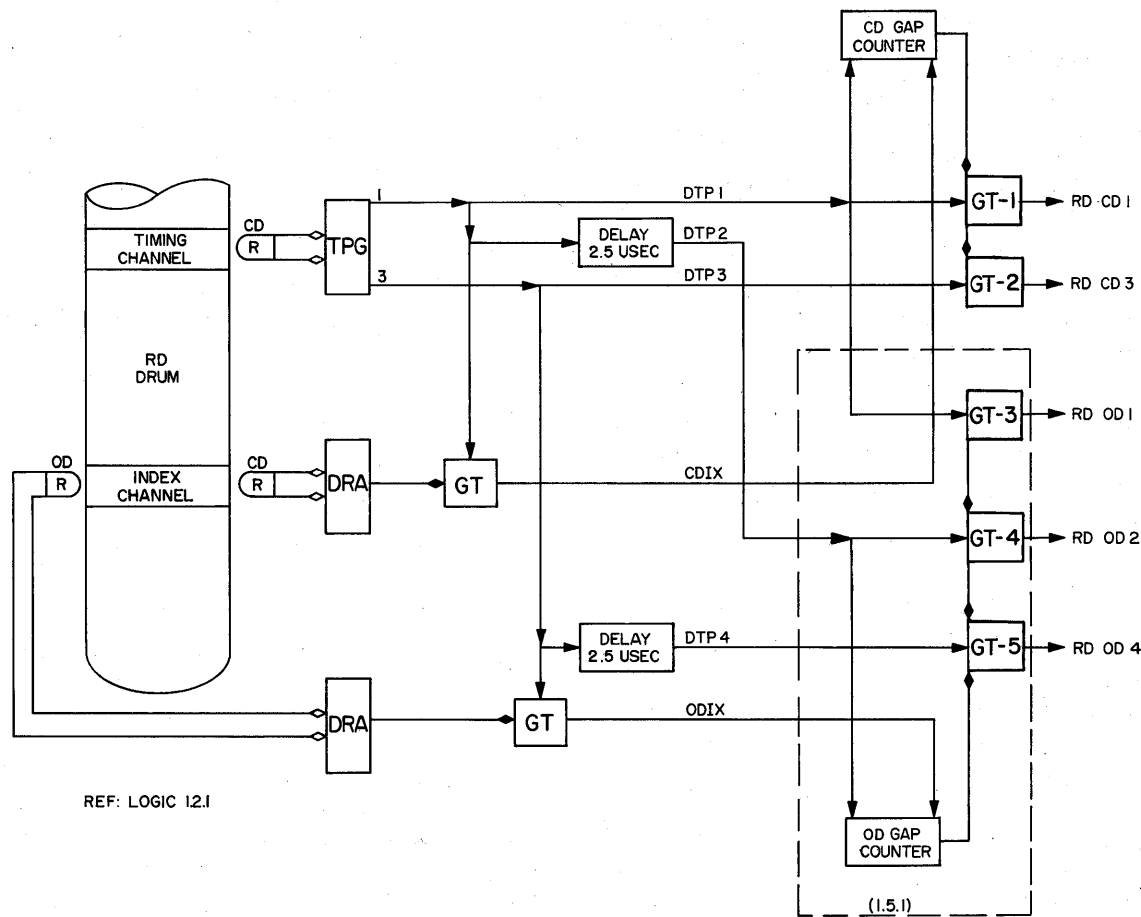 CD GAP
COUNTER
1
DTP 1
GT-1
RD CD 1
CD
R
TPG
TIMING
CHANNEL
DELAY
2.5 USEC
DTP 2
3
DTP 3
GT-2
RD CD 3
RD
DRUM
GT-3
RD OD 1
OD
R
INDEX
CHANNEL
CD
R
DRA
GT
CDIX
GT-4
RD OD 2
DELAY
2.5 USEC
DTP 4
GT-5
RD OD 4
DRA
GT
ODIX
REF: LOGIC 1.2.1
OD GAP
COUNTER
(1.5.1)